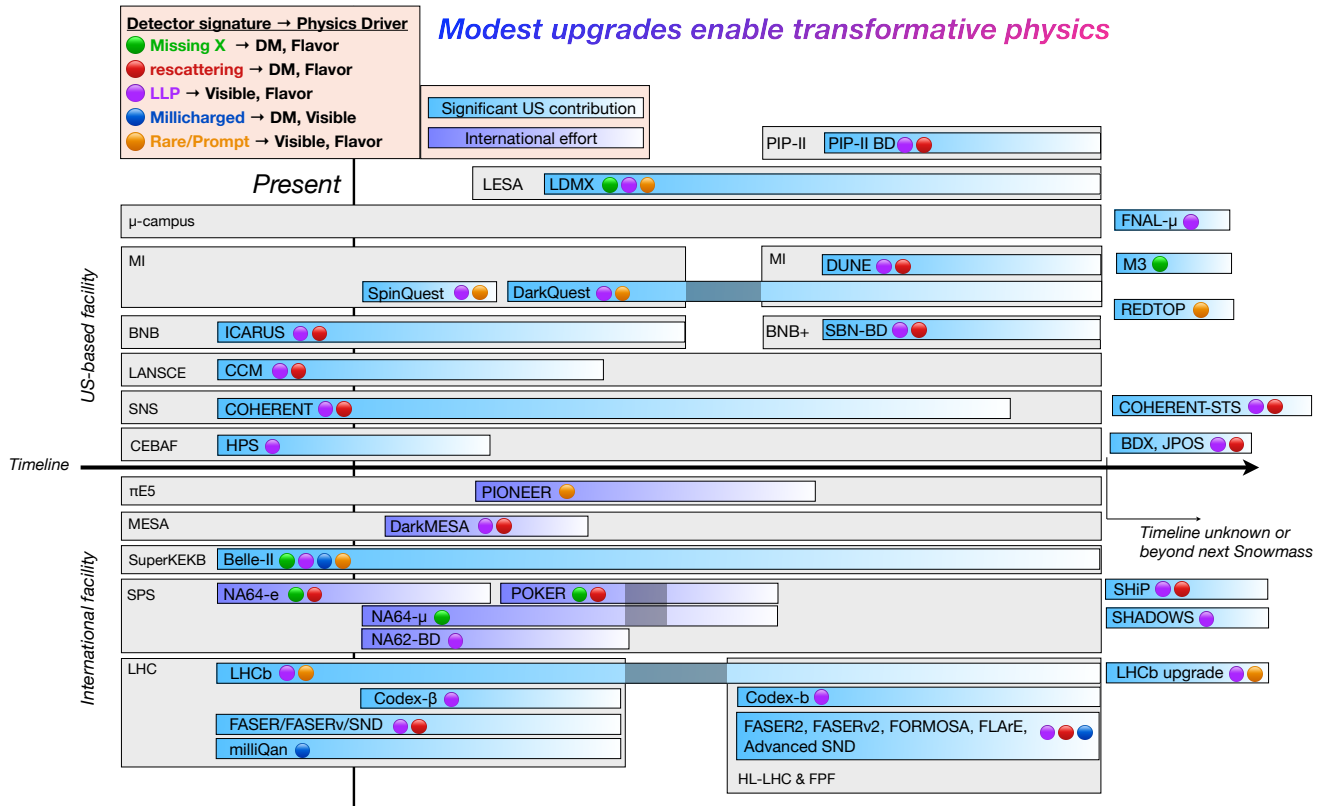 Modest upgrades enable transformative physics
Detector signature → Physics Driver
Missing X → DM, Flavor
rescattering → DM, Flavor
LLP → Visible, Flavor
Millicharged → DM, Visible
Rare/Prompt → Visible, Flavor
Significant US contribution
International effort
Present
US-based facility
PIP-II
PIP-II BD
LESA
LDMX
μ-campus
FNAL-μ
MI
MI
DUNE
M3
SpinQuest
DarkQuest
REDTOP
BNB
ICARUS
BNB+
SBN-BD
LANSCE
CCM
SNS
COHERENT
COHERENT-STS
CEBAF
HPS
BDX, JPOS
Timeline
International facility
πE5
PIONEER
MESA
DarkMESA
Timeline unknown or
beyond next Snowmass
SuperKEKB
Belle-II
SPS
NA64-e
POKER
SHiP
NA64-μ
SHADOWS
NA62-BD
LHC
LHCb
LHCb upgrade
Codex-β
Codex-b
FASER/FASERν/SND
FASER2, FASERν2, FORMOSA, FLArE,
Advanced SND
milliQan
HL-LHC & FPF